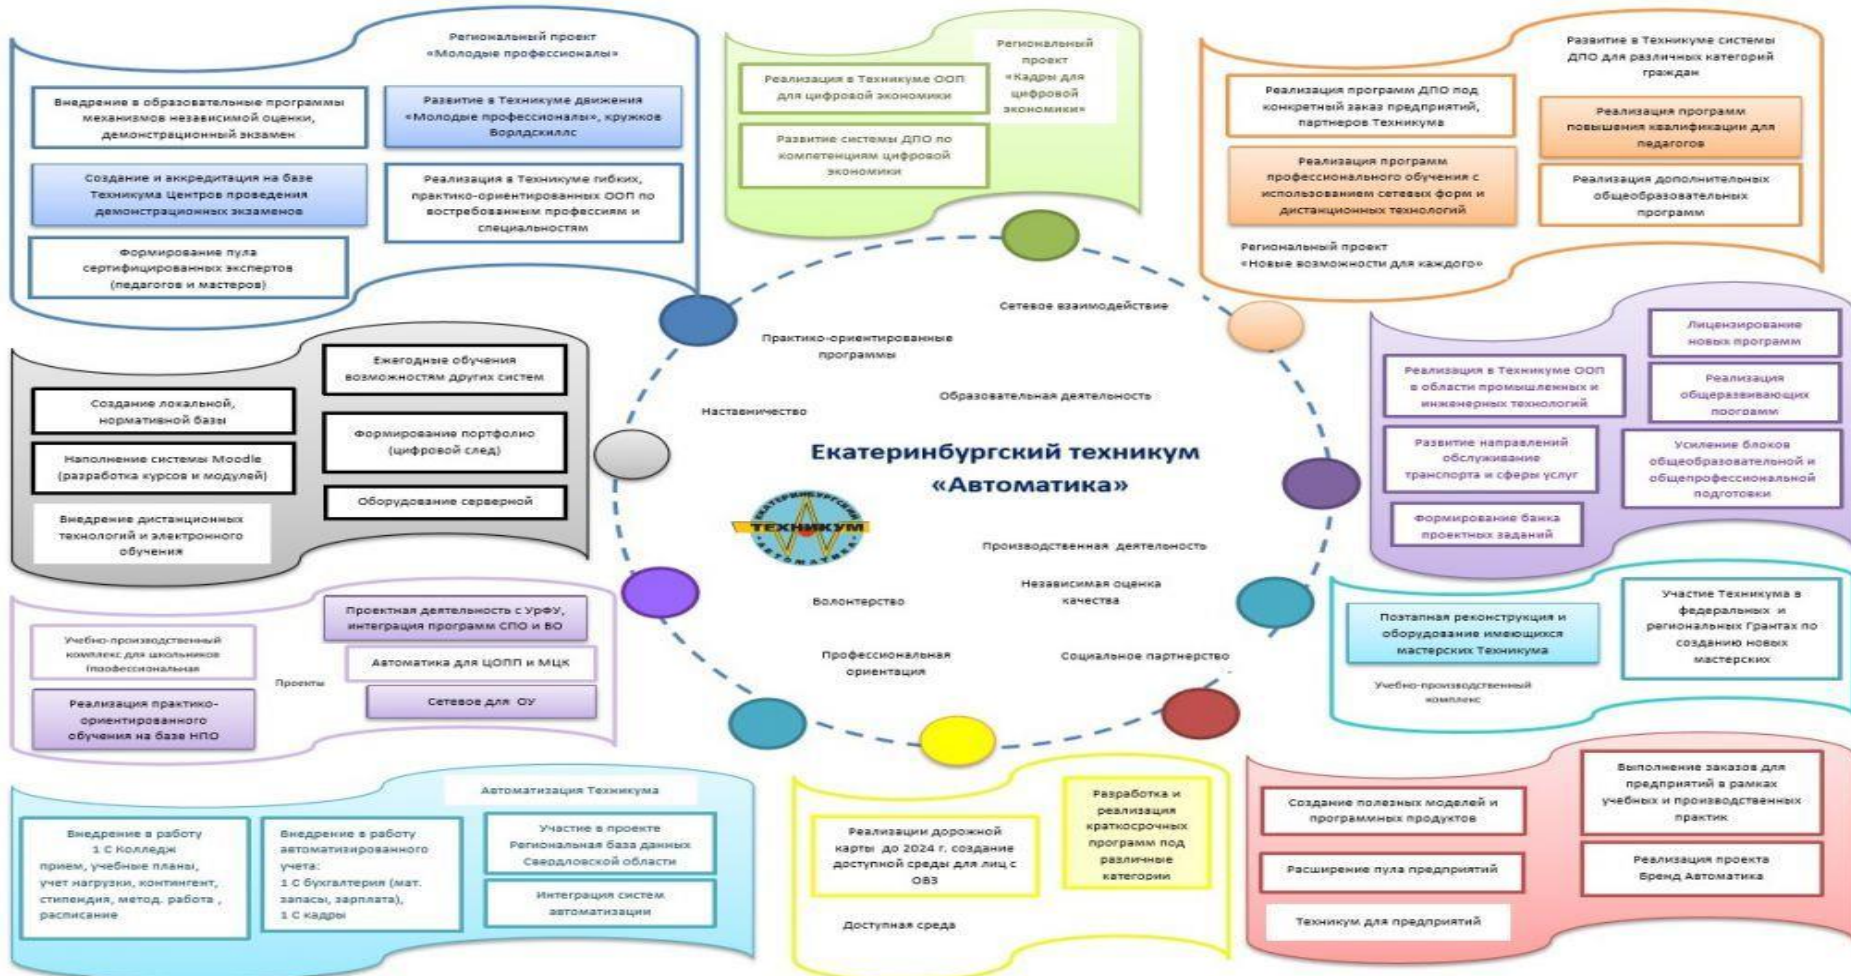 Региональный проект
«Молодые профессионалы»
Внедрение в образовательные программы
механизмов независимой оценки,
демонстрационный экзамен
Развитие в Техникуме движения
«Молодые профессионалы», кружков
Ворлдскиллс
Создание и аккредитация на базе
Техникума Центров проведения
демонстрационных экзаменов
Реализация в Техникуме гибких,
практико-ориентированных ООП по
востребованным профессиям и
специальностям
Формирование пула
сертифицированных экспертов
(педагогов и мастеров)
Региональный
проект
«Кадры для
цифровой
экономики»
Реализация в Техникуме ООП
для цифровой экономики
Развитие системы ДПО по
компетенциям цифровой
экономики
Развитие в Техникуме системы
ДПО для различных категорий
граждан
Реализация программ ДПО под
конкретный заказ предприятий,
партнеров Техникума
Реализация программ
повышения квалификации для
педагогов
Реализация программ
профессионального обучения с
использованием сетевых форм и
дистанционных технологий
Реализация дополнительных
общеобразовательных
программ
Региональный проект
«Новые возможности для каждого»
Ежегодные обучения
возможностям других систем
Создание локальной,
нормативной базы
Формирование портфолио
(цифровой след)
Наполнение системы Moodle
(разработка курсов и модулей)
Оборудование серверной
Внедрение дистанционных
технологий и электронного
обучения
Сетевое взаимодействие
Практико-ориентированные
программы
Образовательная деятельность
Наставничество
Екатеринбургский техникум
«Автоматика»
ЕКАТЕРИНБУРГСКИЙ
ТЕХНИКУМ
АВТОМАТИКА
Производственная деятельность
Независимая оценка
качества
Волонтерство
Профессиональная
ориентация
Социальное партнерство
Лицензирование
новых программ
Реализация в Техникуме ООП
в области промышленных и
инженерных технологий
Реализация
общеразвивающих
программ
Развитие направлений
обслуживание
транспорта и сферы услуг
Усиление блоков
общеобразовательной и
общепрофессиональной
подготовки
Формирование банка
проектных заданий
Проектная деятельность с УрФУ,
интеграция программ СПО и ВО
Учебно-производственный
комплекс для школьников
(профессиональная
Автоматика для ЦОПП и МЦК
Проекты
Сетевое для ОУ
Реализация практико-
ориентированного
обучения на базе НПО
Поэтапная реконструкция и
оборудование имеющихся
мастерских Техникума
Участие Техникума в
федеральных и
региональных Грантах по
созданию новых
мастерских
Учебно-производственный
комплекс
Автоматизация Техникума
Внедрение в работу
1 С Колледж
прием, учебные планы,
учет нагрузки, контингент,
стипендия, метод. работа ,
расписание
Внедрение в работу
автоматизированного
учета:
1 С бухгалтерия (мат.
запасы, зарплата),
1 С кадры
Участие в проекте
Региональная база данных
Свердловской области
Интеграция систем
автоматизации
Реализации дорожной
карты до 2024 г. создание
доступной среды для лиц с
ОВЗ
Разработка и
реализация
краткосрочных
программ под
различные
категории
Доступная среда
Создание полезных моделей и
программных продуктов
Выполнение заказов для
предприятий в рамках
учебных и производственных
практик
Расширение пула предприятий
Реализация проекта
Бренд Автоматика
Техникум для предприятий